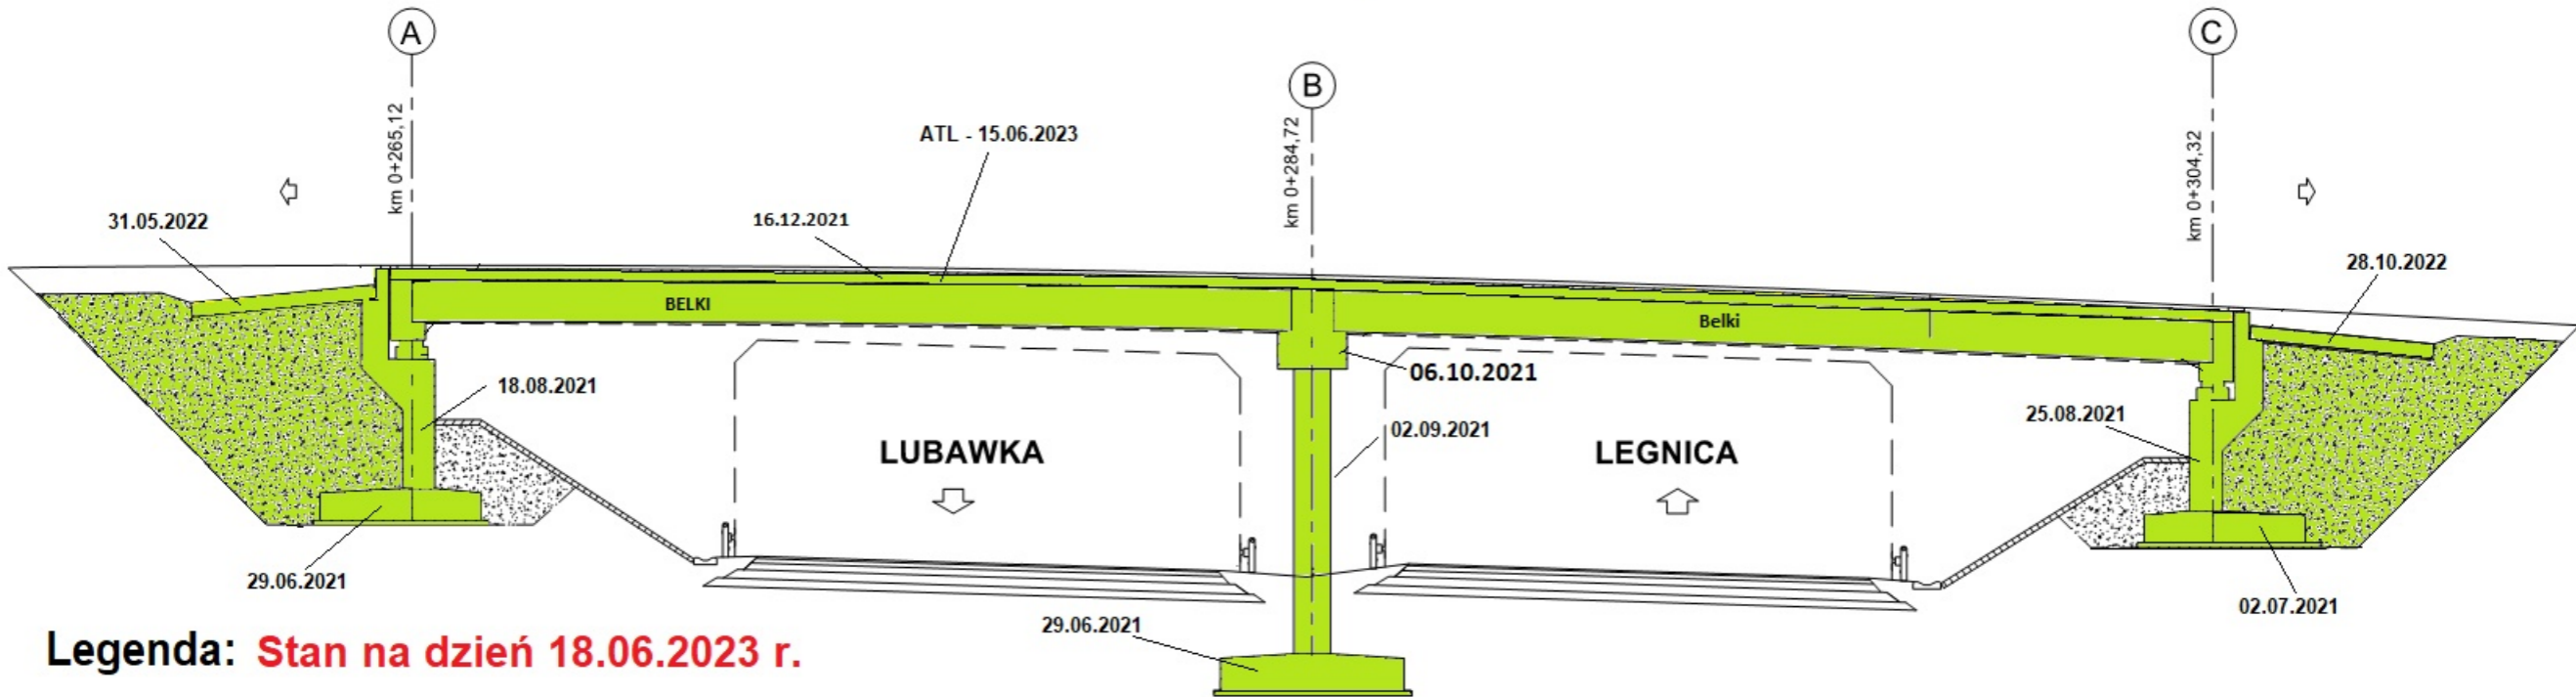 A
B
C
km 0+265,12
ATL - 15.06.2023
km 0+284,72
km 0+304,32
31.05.2022
16.12.2021
28.10.2022
BELKI
Belki
18.08.2021
06.10.2021
02.09.2021
25.08.2021
LUBAWKA
LEGNICA
29.06.2021
29.06.2021
02.07.2021
Legenda: Stan na dzień 18.06.2023 r.